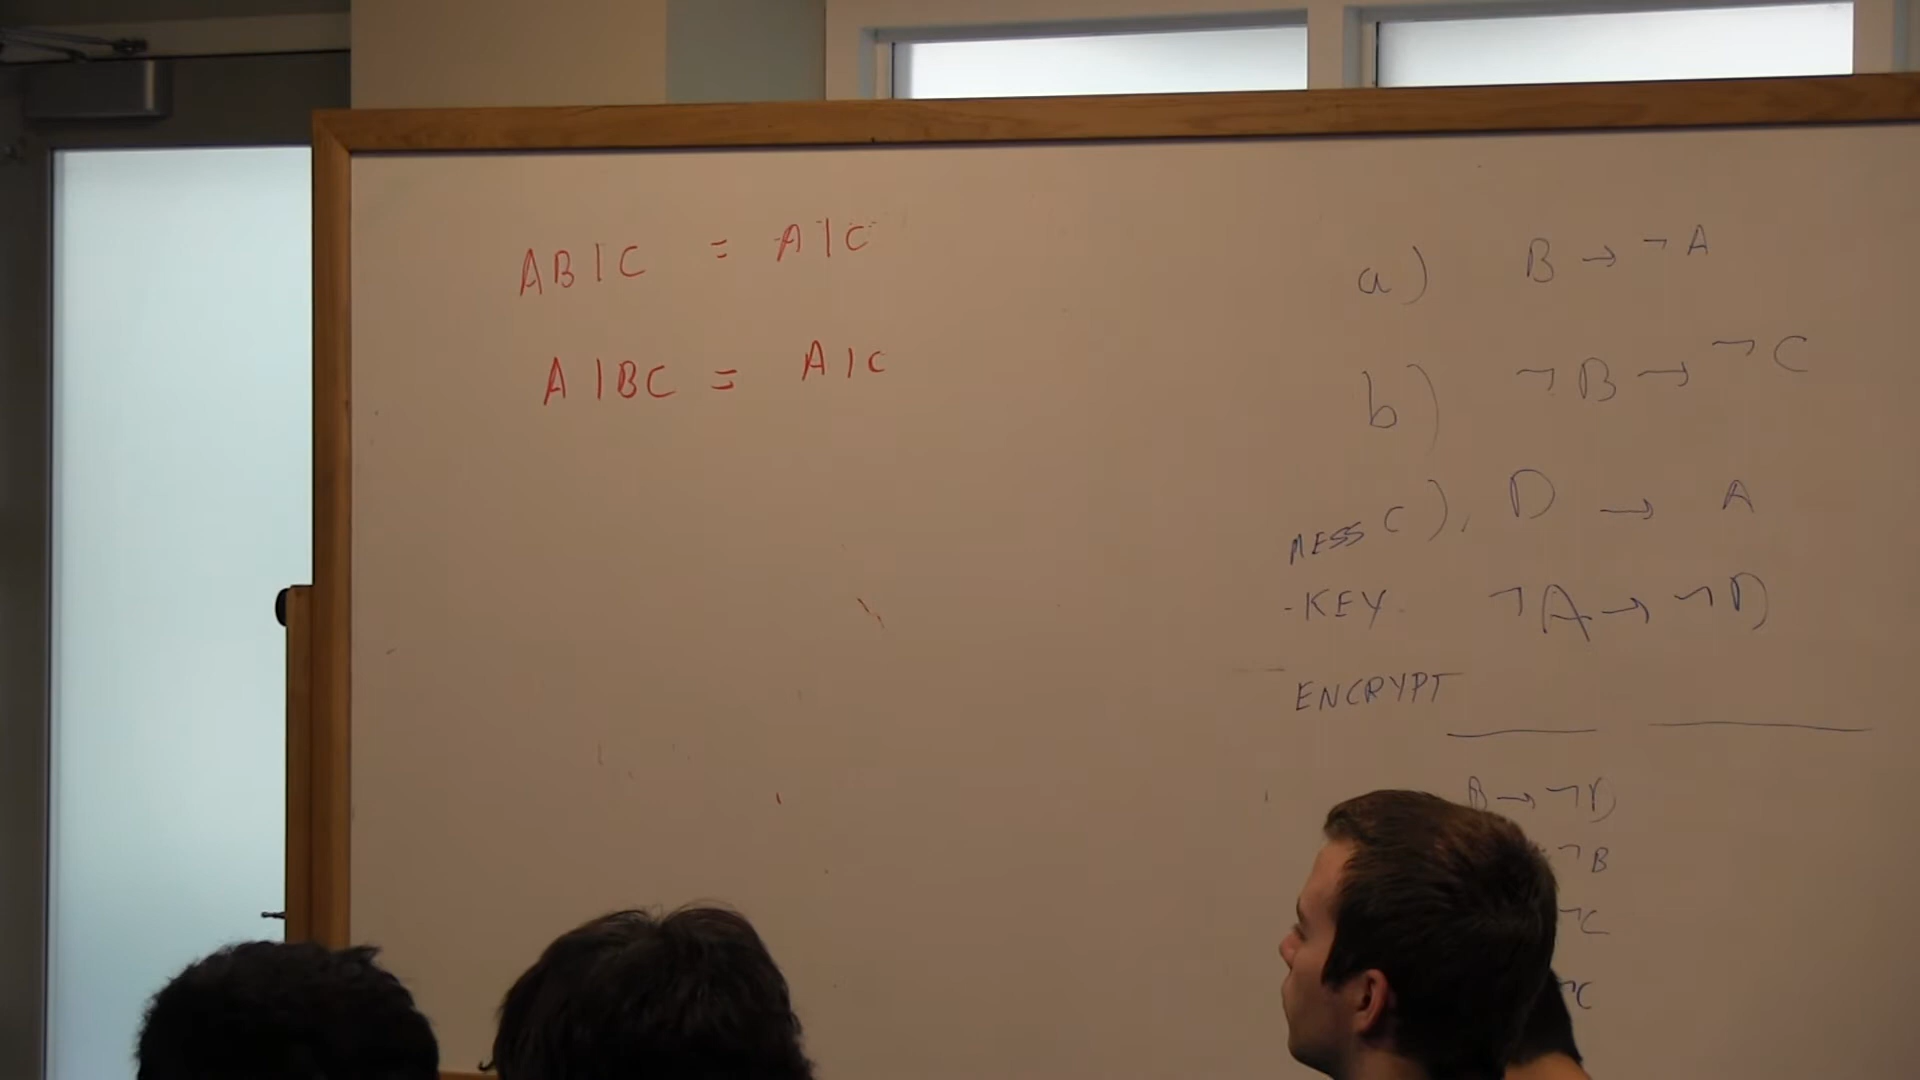 AB|C = A|C
A|BC = A|C
a) B → ¬A
b) ¬B → ¬C
MESS c). D → A
-KEY. ¬A → ¬D
ENCRYPT
B → ¬D
¬B
¬C
¬C